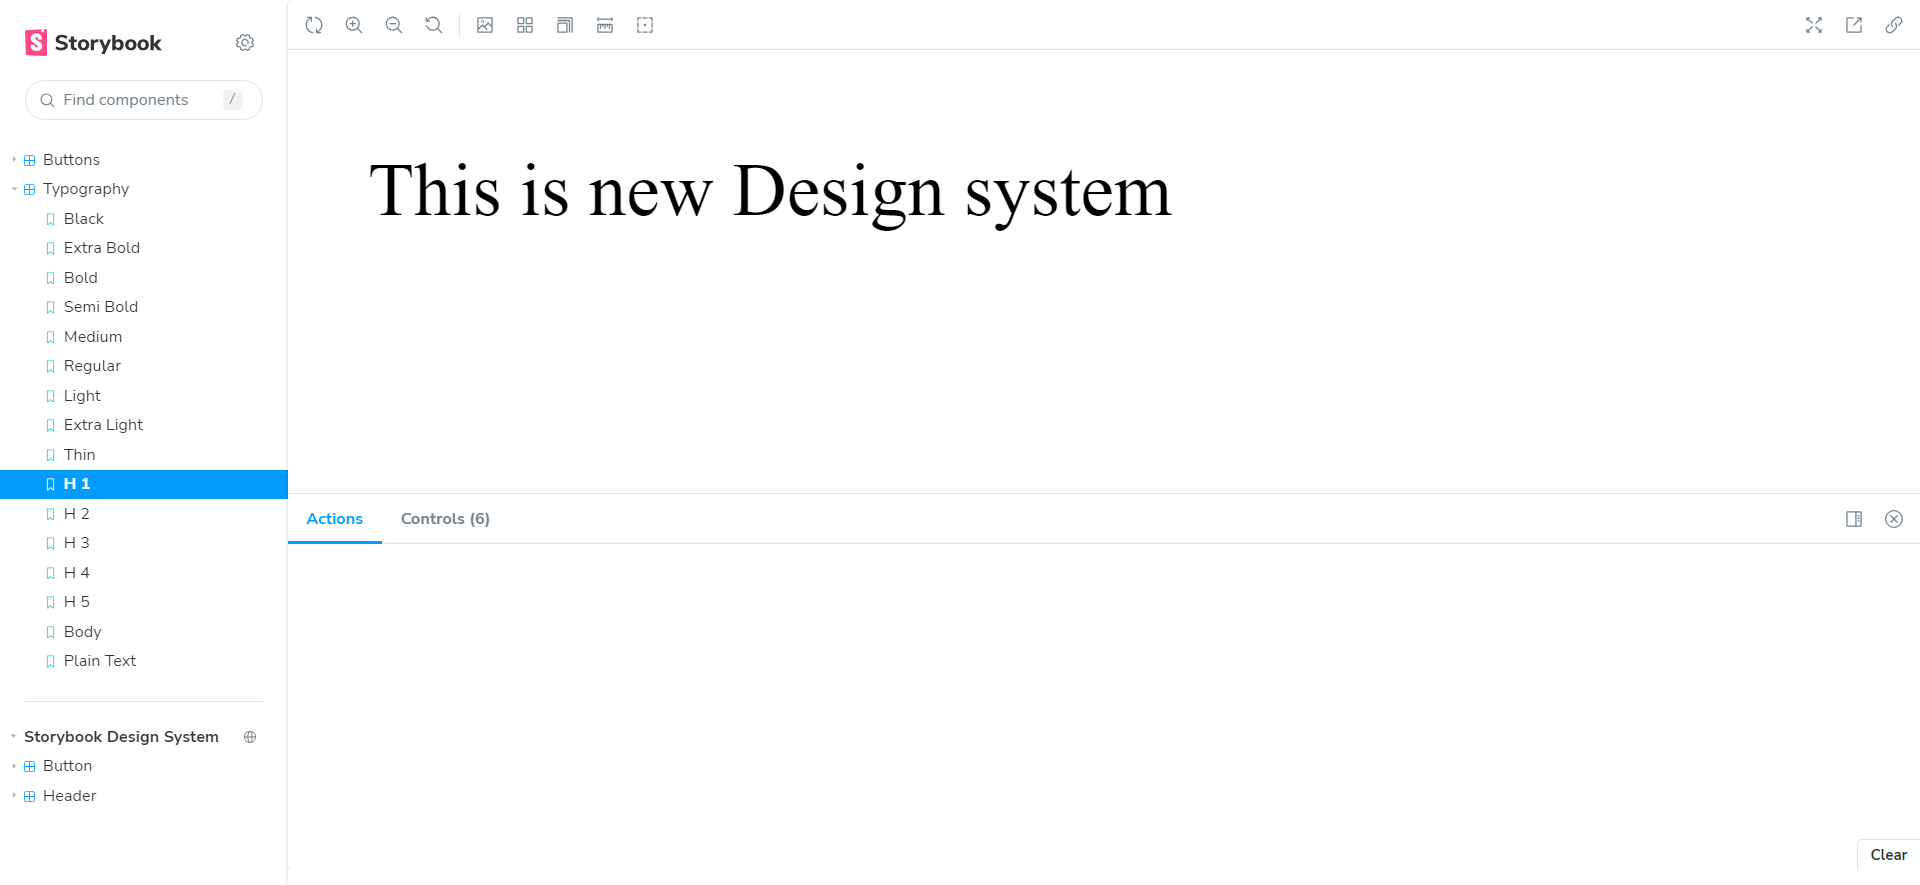 Storybook
Find components /
Buttons
Typography
Black
Extra Bold
Bold
Semi Bold
Medium
Regular
Light
Extra Light
Thin
H 1
H 2
H 3
H 4
H 5
Body
Plain Text
Storybook Design System
Button
Header
This is new Design system
Actions Controls (6)
Clear